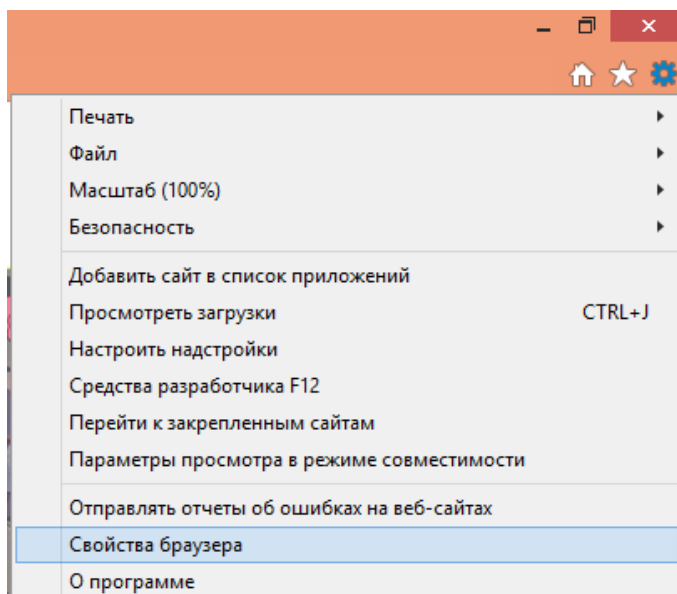 Печать
Файл
Масштаб (100%)
Безопасность
Добавить сайт в список приложений
Просмотреть загрузки CTRL+J
Настроить надстройки
Средства разработчика F12
Перейти к закрепленным сайтам
Параметры просмотра в режиме совместимости
Отправлять отчеты об ошибках на веб-сайтах
Свойства браузера
О программе